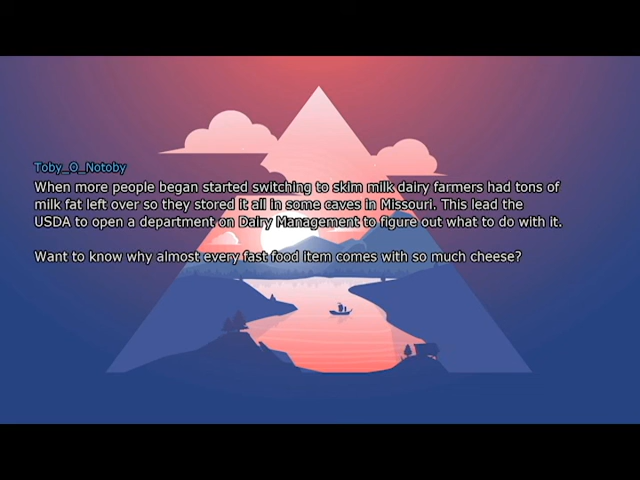 Toby_O_Notoby
When more people began started switching to skim milk dairy farmers had tons of
milk fat left over so they stored it all in some caves in Missouri. This lead the
USDA to open a department on Dairy Management to figure out what to do with it.
Want to know why almost every fast food item comes with so much cheese?